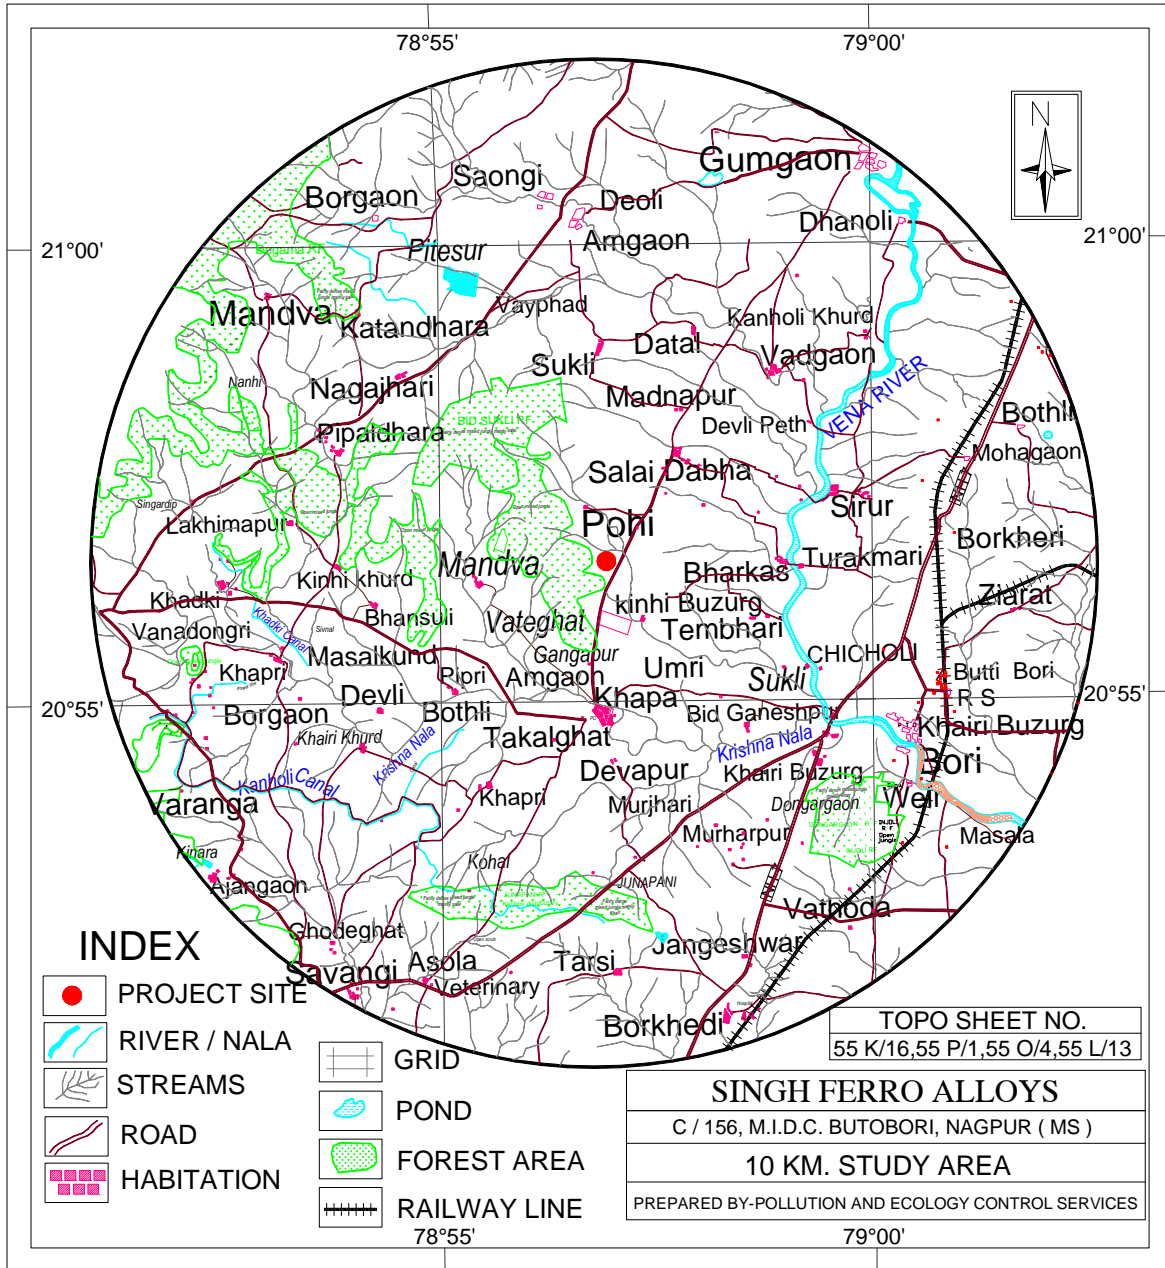 78°55'
79°00'
N
Gumgaon
Saongi
Borgaon
Deoli
Dhanoli
21°00'
Amgaon
21°00'
Pitesur
Mandva
Vayphad
Kanholi Khurd
Katandhara
Datal
Vadgaon
Sukli
Nanhi
Nagajhari
Madnapur
VENA RIVER
BID SUKLI RF
Devli Peth
Bothli
Pipaldhara
Mohagaon
Salai Dabha
Singardip
Sirur
Lakhimapur
Pohi
Borkheri
Turakmari
Mandva
Bharkas
Kinhi khurd
Ziarat
Khadki
kinhi Buzurg
Khadki Canal
Bhansuli
Vateghat
Tembhari
Vanadongri
Sivnal
Gangapur
CHICHOLI
Masalkund
Umri
Khapri
Pipri
Amgaon
Sukli
Butti Bori
R S
Devli
Khapa
20°55'
20°55'
Borgaon
Bothli
Bid Ganeshpur
Khairi Buzurg
Khairi Khurd
Takalghat
Krishna Nala
Krishna Nala
Bori
Devapur
Khairi Buzurg
Kanholi Canal
Khapri
Weli
Varanga
Murjhari
Dongargaon
INJOLI
R F
Open
jungle
Murharpur
Masala
Kinara
Kohal
Ajangaon
JUNAPANI
Vathoda
Ghodeghat
Jangeshwar
INDEX
Savangi
Asola
Tarsi
Veterinary
PROJECT SITE
Borkhedi
RIVER / NALA
STREAMS
ROAD
HABITATION
GRID
POND
FOREST AREA
RAILWAY LINE
TOPO SHEET NO.
55 K/16,55 P/1,55 O/4,55 L/13
SINGH FERRO ALLOYS
C / 156, M.I.D.C. BUTOBORI, NAGPUR ( MS )
10 KM. STUDY AREA
PREPARED BY-POLLUTION AND ECOLOGY CONTROL SERVICES
78°55'
79°00'